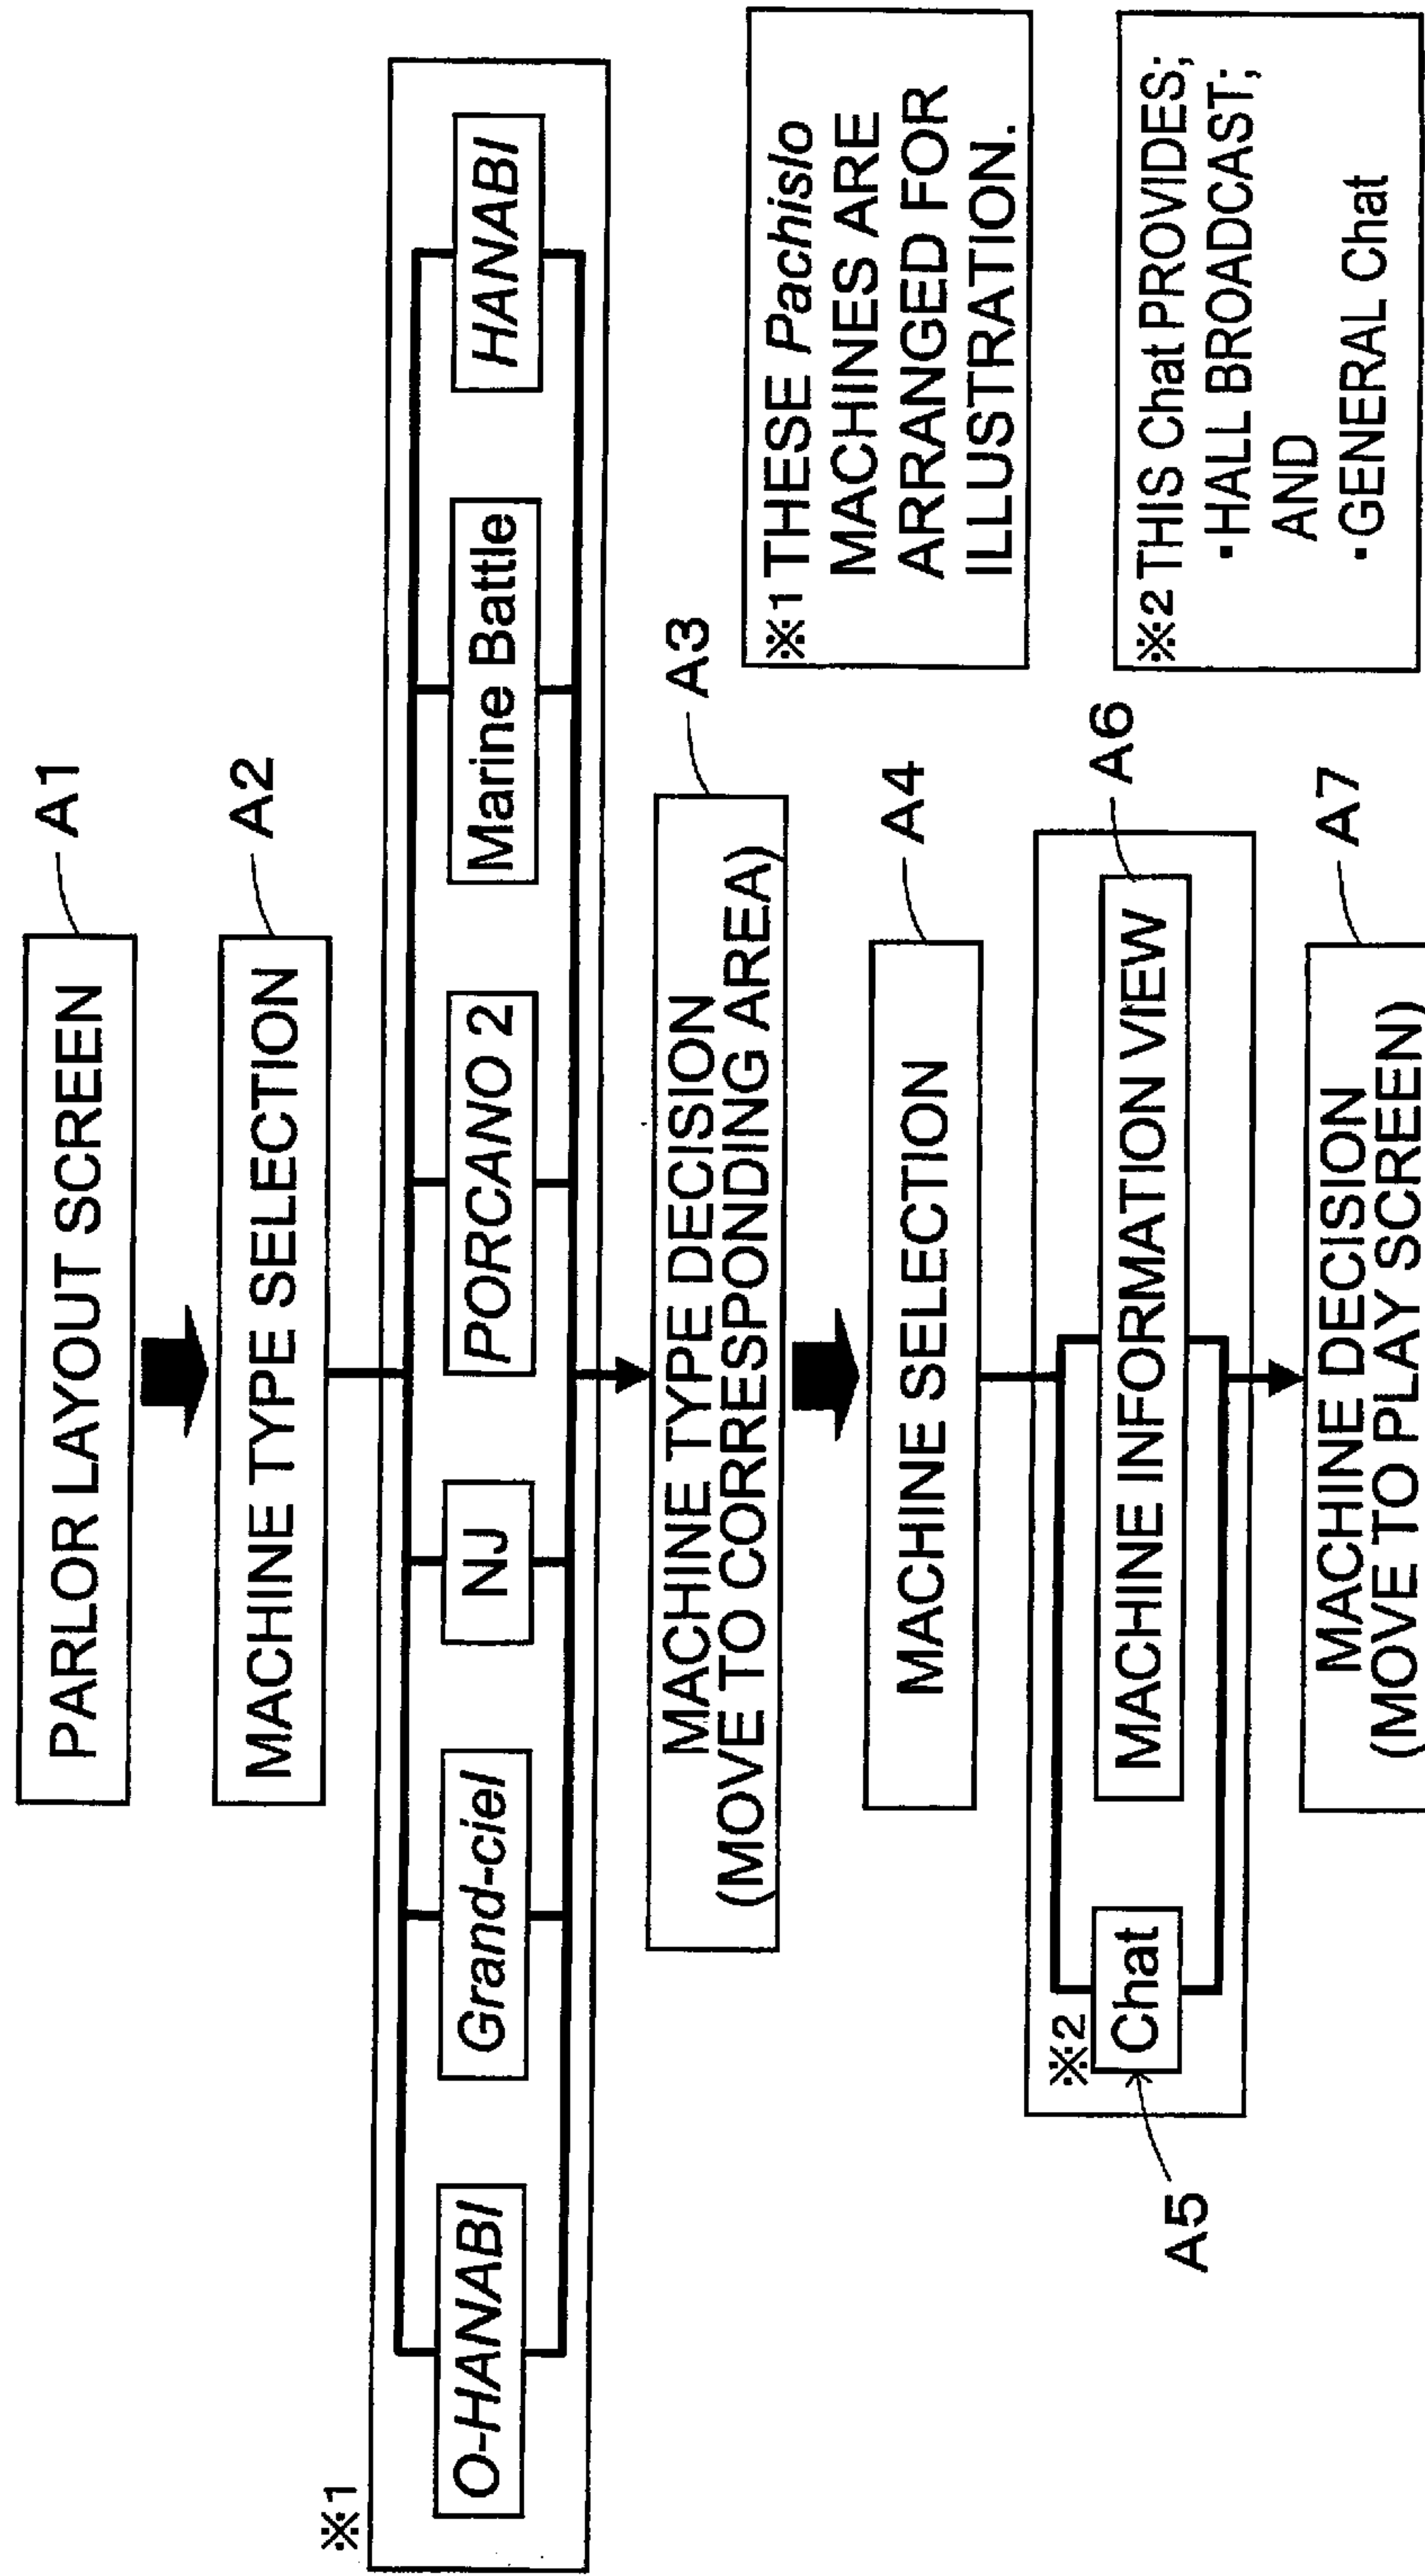 PARLOR LAYOUT SCREEN
A1
MACHINE TYPE SELECTION
A2
※1
O-HANABI
Grand-ciel
NJ
PORCANO 2
Marine Battle
HANABI
MACHINE TYPE DECISION
(MOVE TO CORRESPONDING AREA)
A3
※1 THESE Pachislo
MACHINES ARE
ARRANGED FOR
ILLUSTRATION.
MACHINE SELECTION
A4
※2
Chat
A5
MACHINE INFORMATION VIEW
A6
※2 THIS Chat PROVIDES;
・HALL BROADCAST;
AND
・GENERAL Chat
MACHINE DECISION
(MOVE TO PLAY SCREEN)
A7